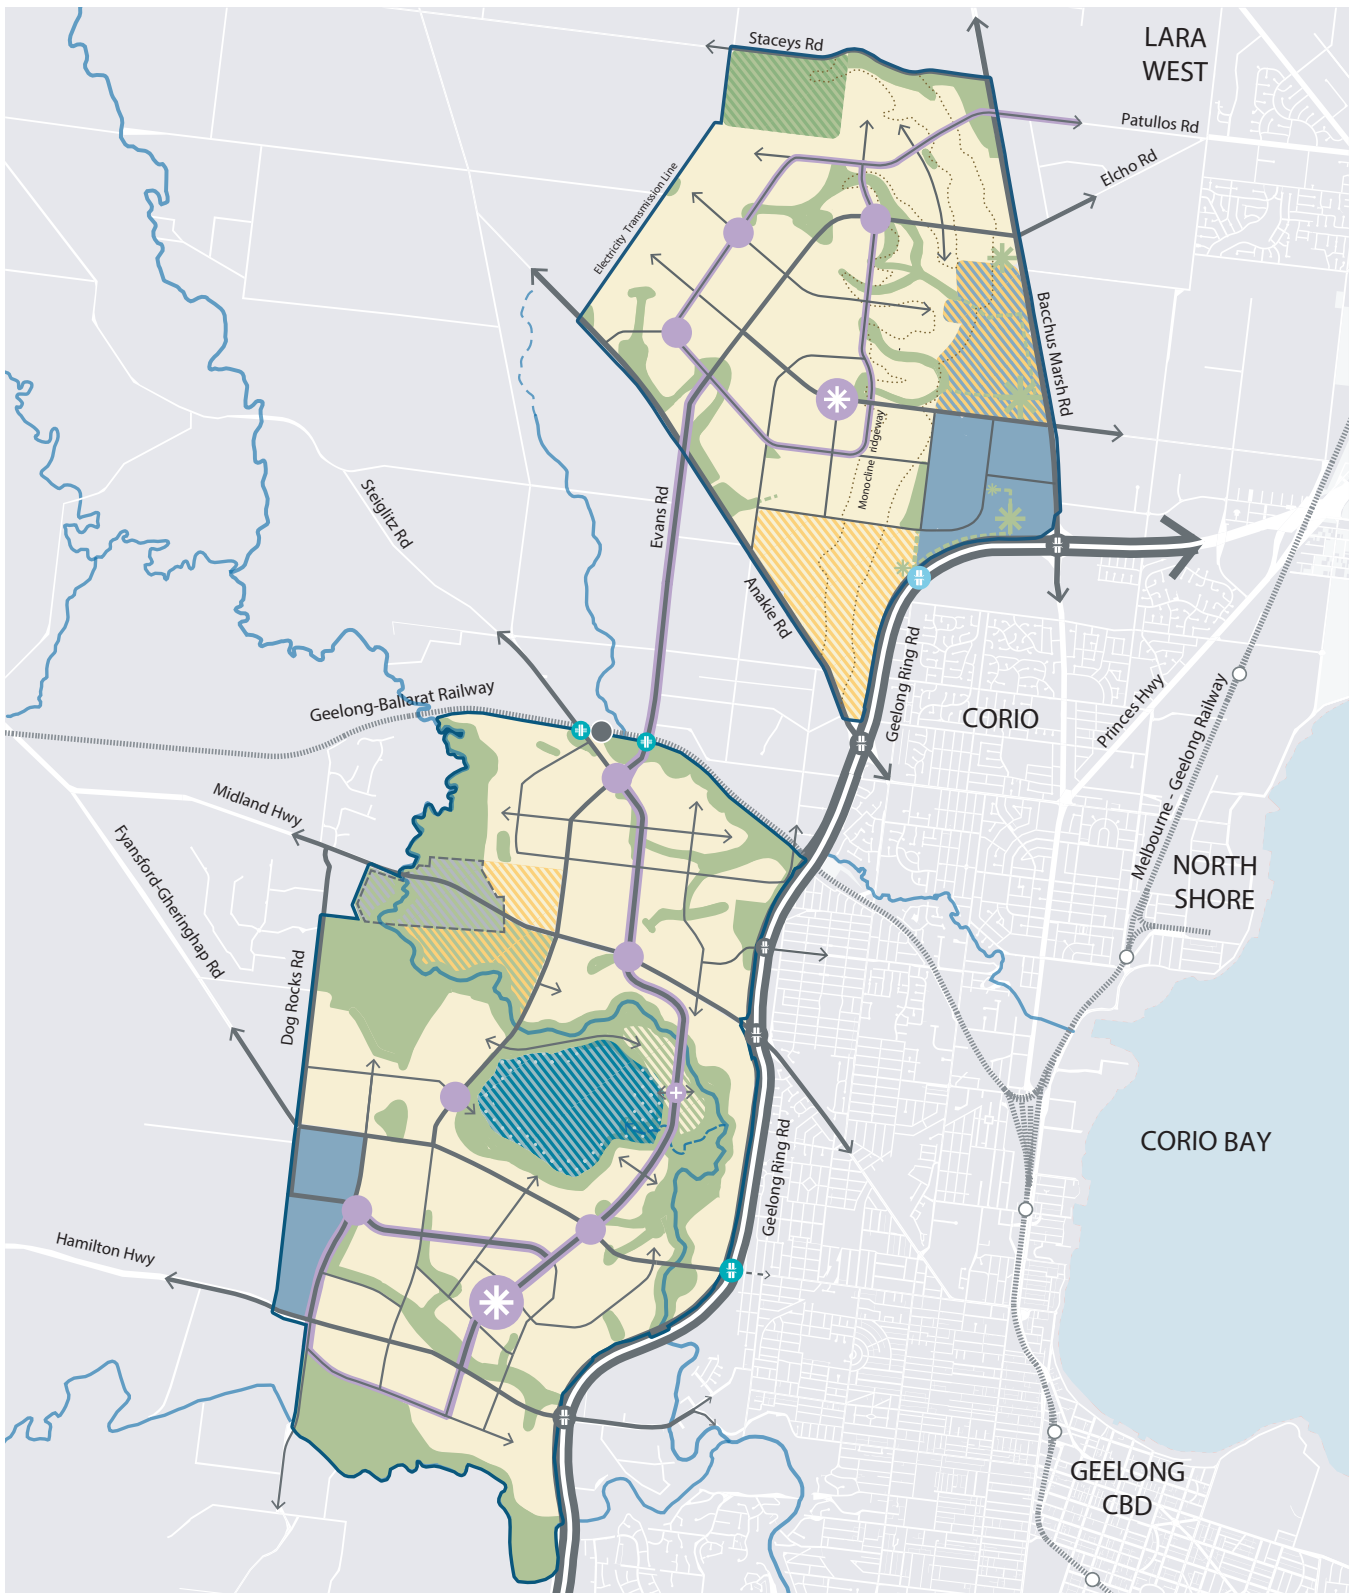 Staceys Rd
LARA
WEST
Patullos Rd
Elcho Rd
Electricity Transmission Line
Bacchus Marsh Rd
Monocline ridgeway
Steiglitz Rd
Evans Rd
Anakie Rd
Geelong Ring Rd
CORIO
Princes Hwy
Melbourne - Geelong Railway
Geelong-Ballarat Railway
Midland Hwy
Fyansford-Gheringhap Rd
NORTH
SHORE
Dog Rocks Rd
CORIO BAY
Geelong Ring Rd
Hamilton Hwy
GEELONG
CBD